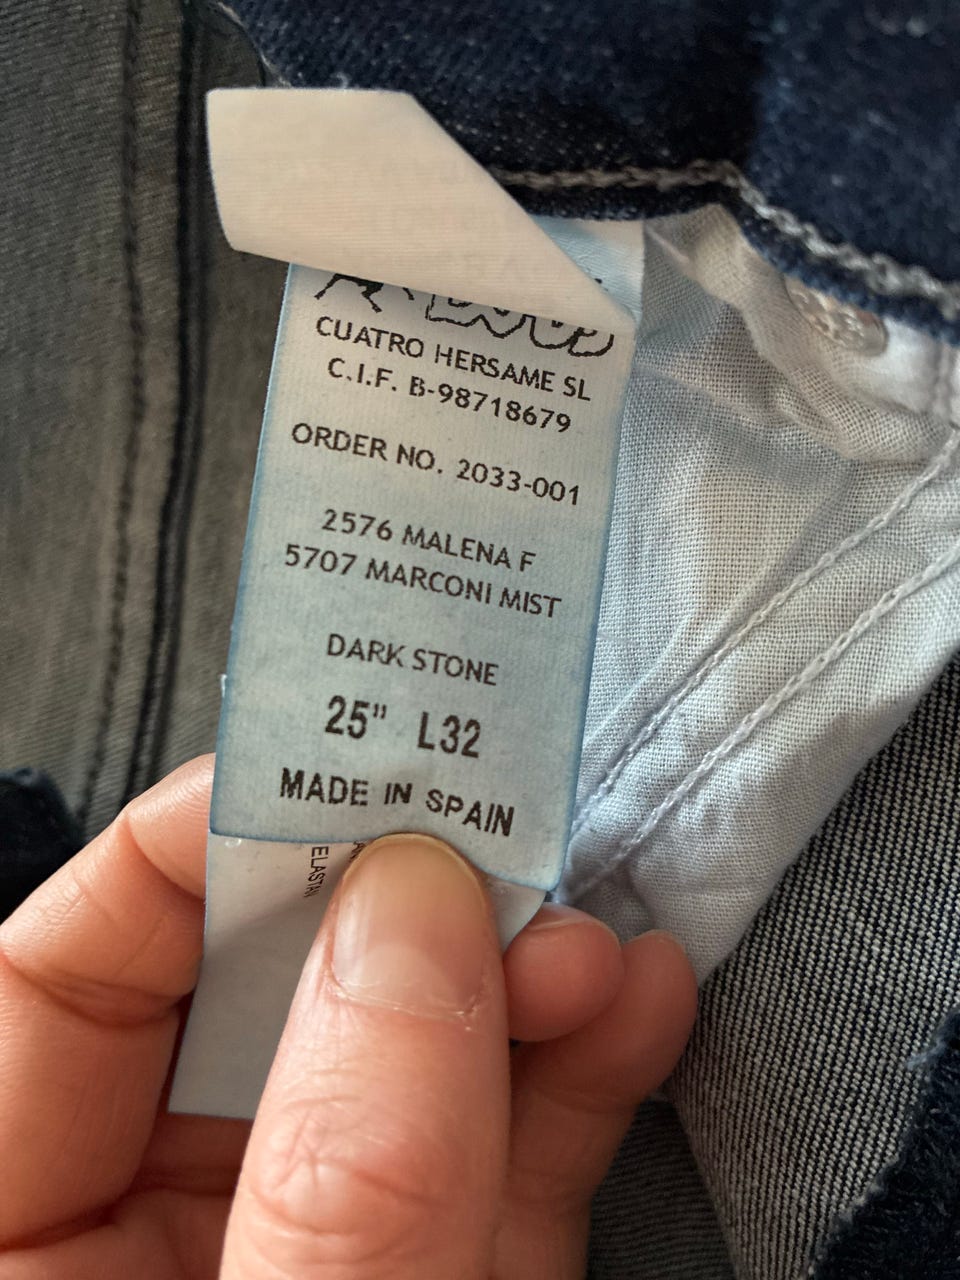 CUATRO HERSAME SL
C.I.F. B-98718679
ORDER NO. 2033-001
2576 MALENA F
5707 MARCONI MIST
DARK STONE
25” L32
MADE IN SPAIN